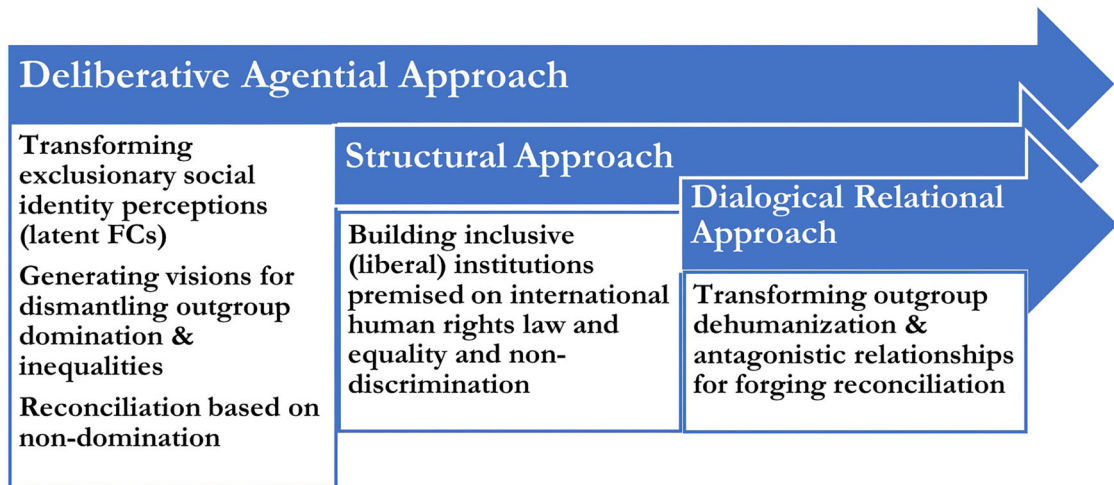 Deliberative Agential Approach
Transforming
exclusionary social
identity perceptions
(latent FCs)
Generating visions for
dismantling outgroup
domination &
inequalities
Reconciliation based on
non-domination
Structural Approach
Building inclusive
(liberal) institutions
premised on international
human rights law and
equality and non-
discrimination
Dialogical Relational
Approach
Transforming outgroup
dehumanization &
antagonistic relationships
for forging reconciliation